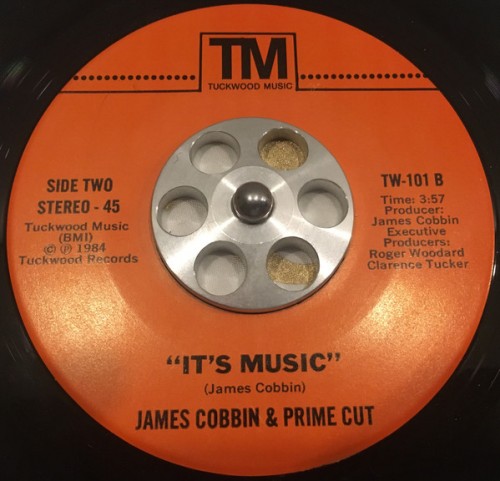 TM
TUCKWOOD MUSIC
SIDE TWO
STEREO - 45
Tuckwood Music
(BMI)
© ℗ 1984
Tuckwood Records
TW-101 B
Time: 3:57
Producer:
James Cobbin
Executive
Producers:
Roger Woodard
Clarence Tucker
"IT'S MUSIC"
(James Cobbin)
JAMES COBBIN & PRIME CUT